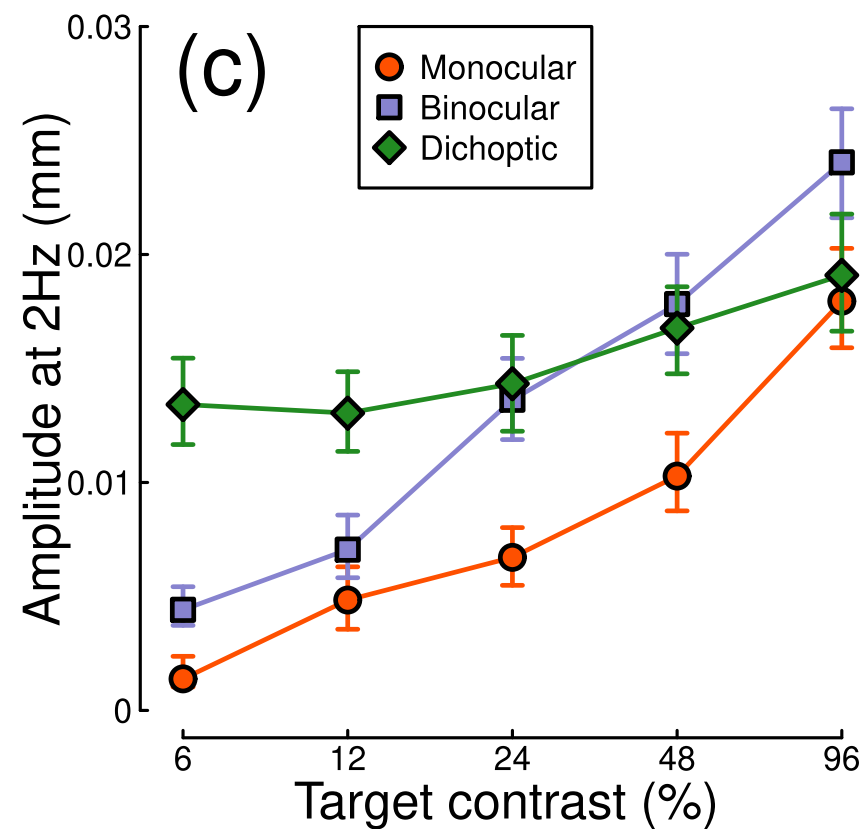 (c)
Monocular
Binocular
Dichoptic
Amplitude at 2Hz (mm)
0.03
0.02
0.01
0
6 12 24 48 96
Target contrast (%)